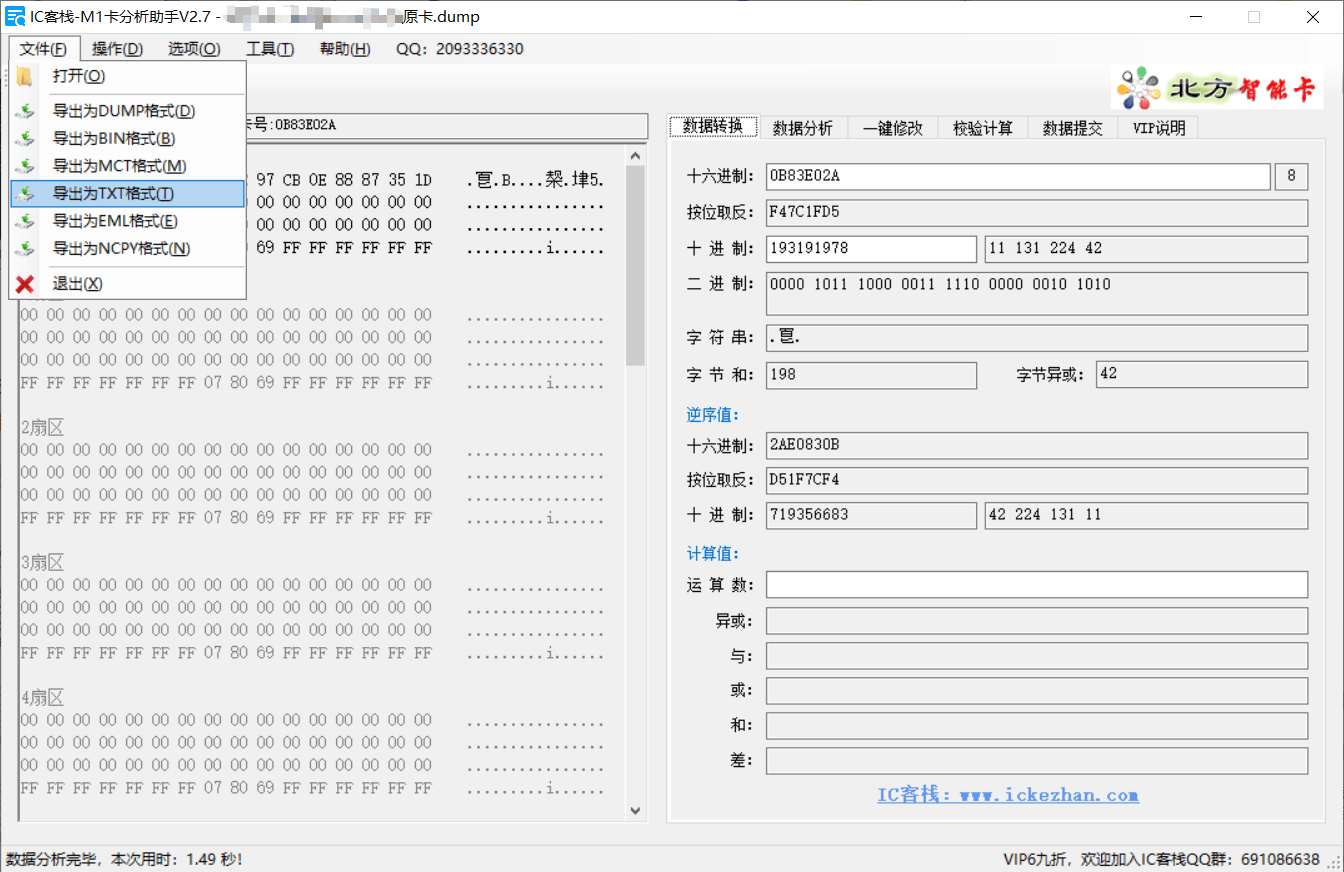 IC客栈-M1卡分析助手V2.7 - 原卡.dump
文件(F) 操作(D) 选项(O) 工具(T) 帮助(H) QQ：2093336330
打开(O)
导出为DUMP格式(D)
导出为BIN格式(B)
导出为MCT格式(M)
导出为TXT格式(T)
导出为EML格式(E)
导出为NCPY格式(N)
退出(X)
北方智能卡
号:0B83E02A
97 CB 0E 88 87 35 1D
00 00 00 00 00 00 00 ................
00 00 00 00 00 00 00 ................
69 FF FF FF FF FF FF ..........i......
00 00 00 00 00 00 00 00 00 00 00 00 00 00 00 00 ................
00 00 00 00 00 00 00 00 00 00 00 00 00 00 00 00 ................
00 00 00 00 00 00 00 00 00 00 00 00 00 00 00 00 ................
FF FF FF FF FF FF FF 07 80 69 FF FF FF FF FF FF .........i......
2扇区
00 00 00 00 00 00 00 00 00 00 00 00 00 00 00 00 ................
00 00 00 00 00 00 00 00 00 00 00 00 00 00 00 00 ................
00 00 00 00 00 00 00 00 00 00 00 00 00 00 00 00 ................
FF FF FF FF FF FF FF 07 80 69 FF FF FF FF FF FF .........i......
3扇区
00 00 00 00 00 00 00 00 00 00 00 00 00 00 00 00 ................
00 00 00 00 00 00 00 00 00 00 00 00 00 00 00 00 ................
00 00 00 00 00 00 00 00 00 00 00 00 00 00 00 00 ................
FF FF FF FF FF FF FF 07 80 69 FF FF FF FF FF FF .........i......
4扇区
00 00 00 00 00 00 00 00 00 00 00 00 00 00 00 00 ................
00 00 00 00 00 00 00 00 00 00 00 00 00 00 00 00 ................
00 00 00 00 00 00 00 00 00 00 00 00 00 00 00 00 ................
FF FF FF FF FF FF FF 07 80 69 FF FF FF FF FF FF .........i......
数据转换 数据分析 一键修改 校验计算 数据提交 VIP说明
十六进制: 0B83E02A 8
按位取反: F47C1FD5
十 进 制: 193191978 11 131 224 42
二 进 制: 0000 1011 1000 0011 1110 0000 0010 1010
字 符 串:
字 节 和: 198 字节异或: 42
逆序值:
十六进制: 2AE0830B
按位取反: D51F7CF4
十 进 制: 719356683 42 224 131 11
计算值:
运 算 数:
异或:
与:
或:
和:
差:
IC客栈：www.ickezhan.com
数据分析完毕，本次用时：1.49 秒！ VIP6九折，欢迎加入IC客栈QQ群：691086638